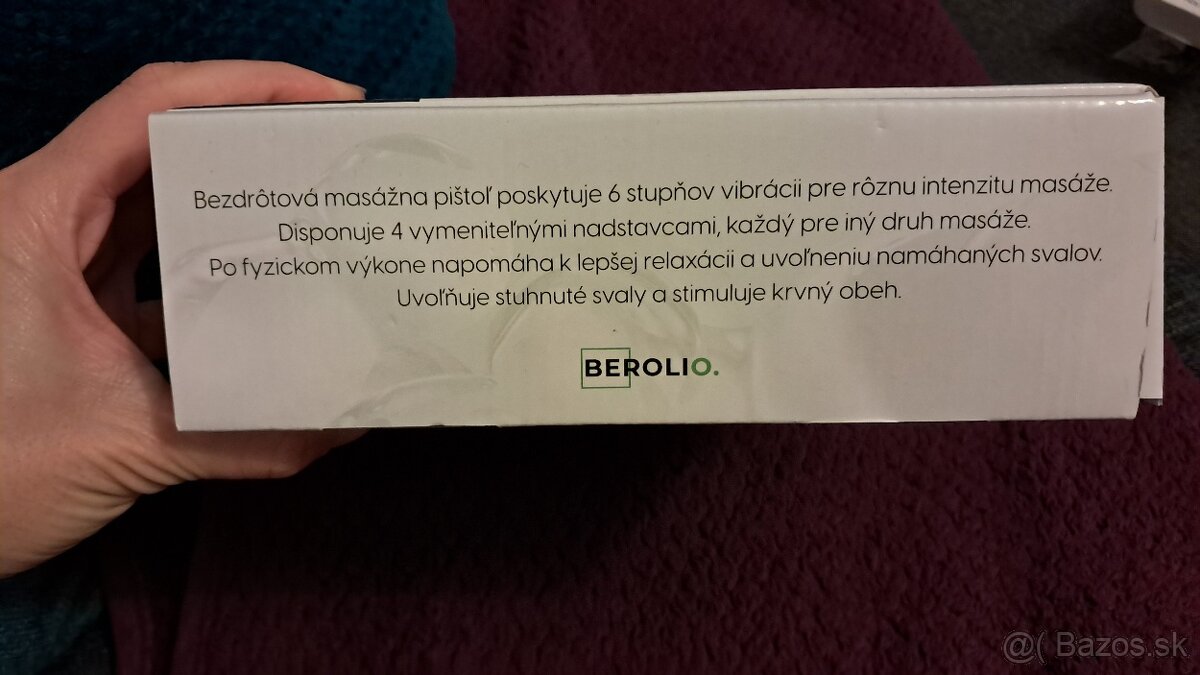 Bezdrôtová masážna pištoľ poskytuje 6 stupňov vibrácii pre rôznu intenzitu masáže.
Disponuje 4 vymeniteľnými nadstavcami, každý pre iný druh masáže.
Po fyzickom výkone napomáha k lepšej relaxácii a uvoľneniu namáhaných svalov.
Uvoľňuje stuhnuté svaly a stimuluje krvný obeh.
BEROLIO.
@( Bazos.sk